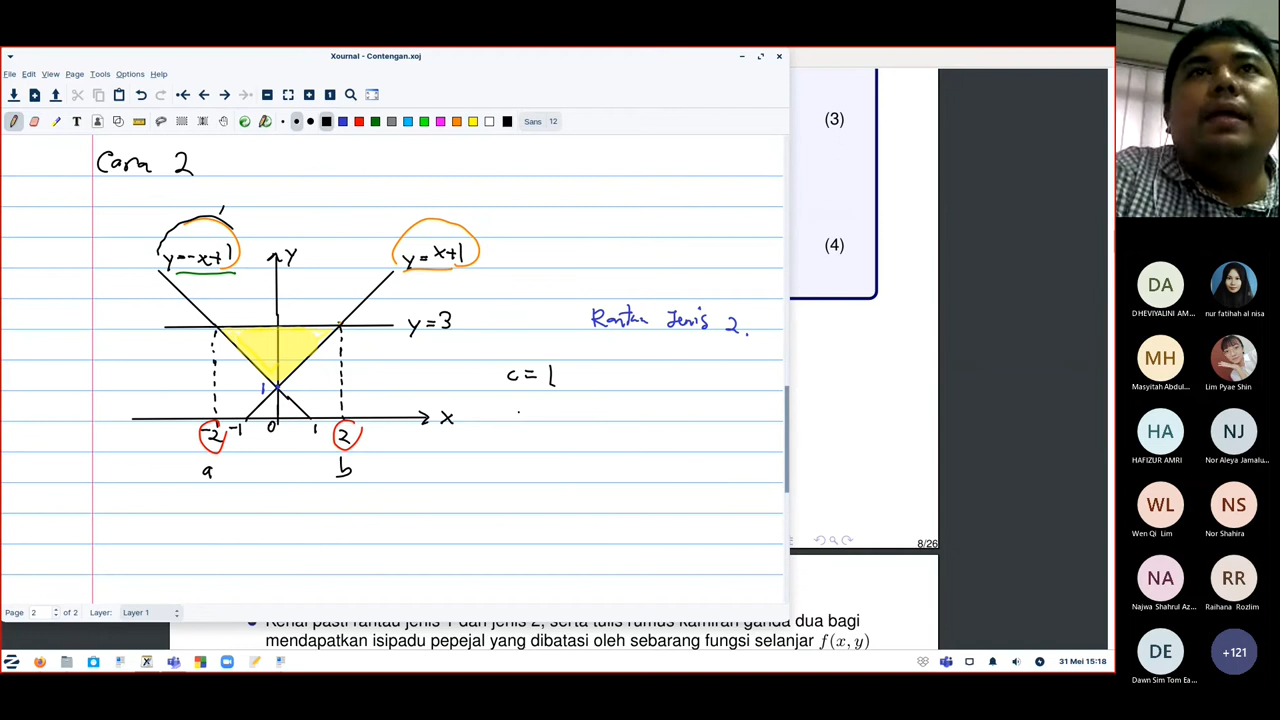 Xournal - Contengan.xoj
File Edit View Page Tools Options Help
Sans 12
Cara 2
y=-x+1
y
y=x+1
y=3
Rantau Jenis 2.
1
c=1
-2 -1 0 1 2
x
a
b
(3)
(4)
8/26
Page 2 of 2 Layer: Layer 1
Kenal pasti rantau jenis 1 dan jenis 2, serta tulis rumus kamiran ganda dua bagi
mendapatkan isipadu pepejal yang dibatasi oleh sebarang fungsi selanjar f(x, y)
31 Mei 15:18
DA
DHEVIYALINI AM...
nur fatihah al nisa
MH
Masyitah Abdul...
Lim Pyae Shin
HA
HAFIZUR AMRI
NJ
Nor Aleya Jamalu...
WL
Wen Qi Lim
NS
Nor Shahira
NA
Najwa Shahrul Az...
RR
Raihana Rozlim
DE
Dawn Sim Tom Ea...
+121